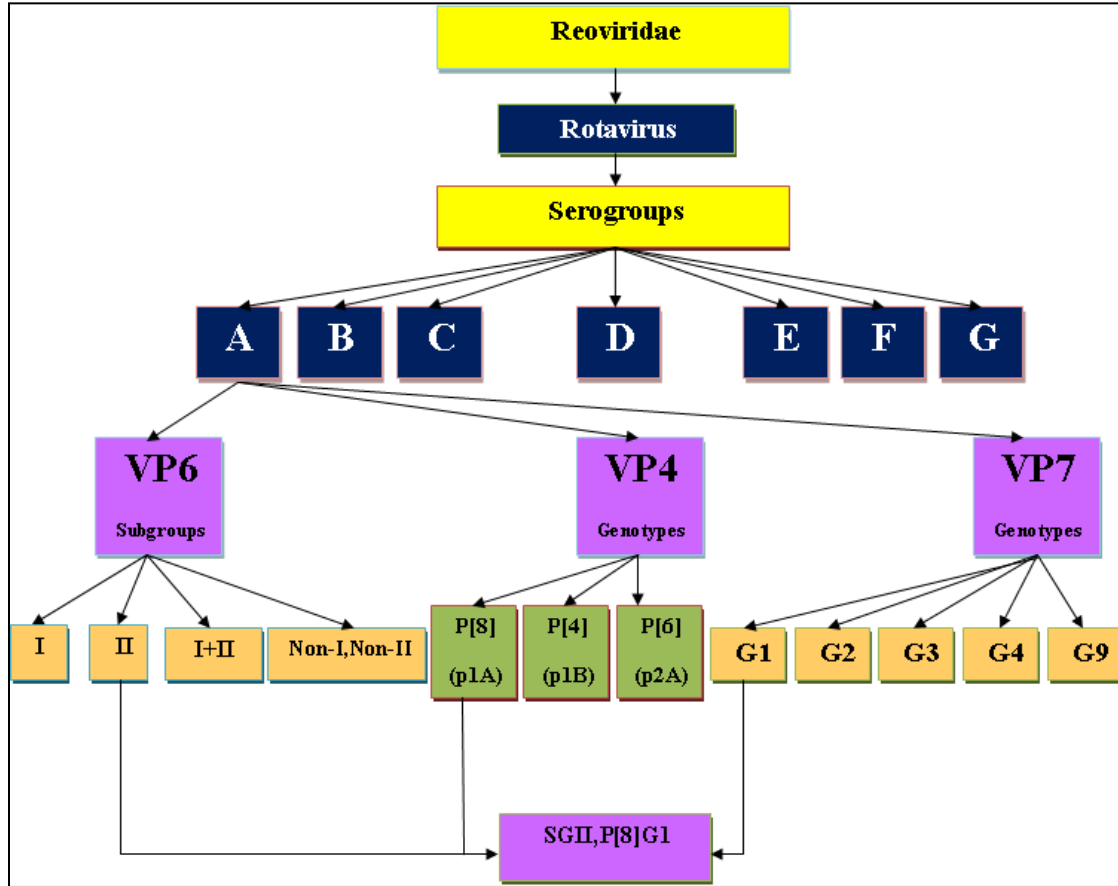 Reoviridae
Rotavirus
Serogroups
A
B
C
D
E
F
G
VP6
Subgroups
VP4
Genotypes
VP7
Genotypes
I
II
I+II
Non-I,Non-II
P[8]
(p1A)
P[4]
(p1B)
P[6]
(p2A)
G1
G2
G3
G4
G9
SGII,P[8]G1